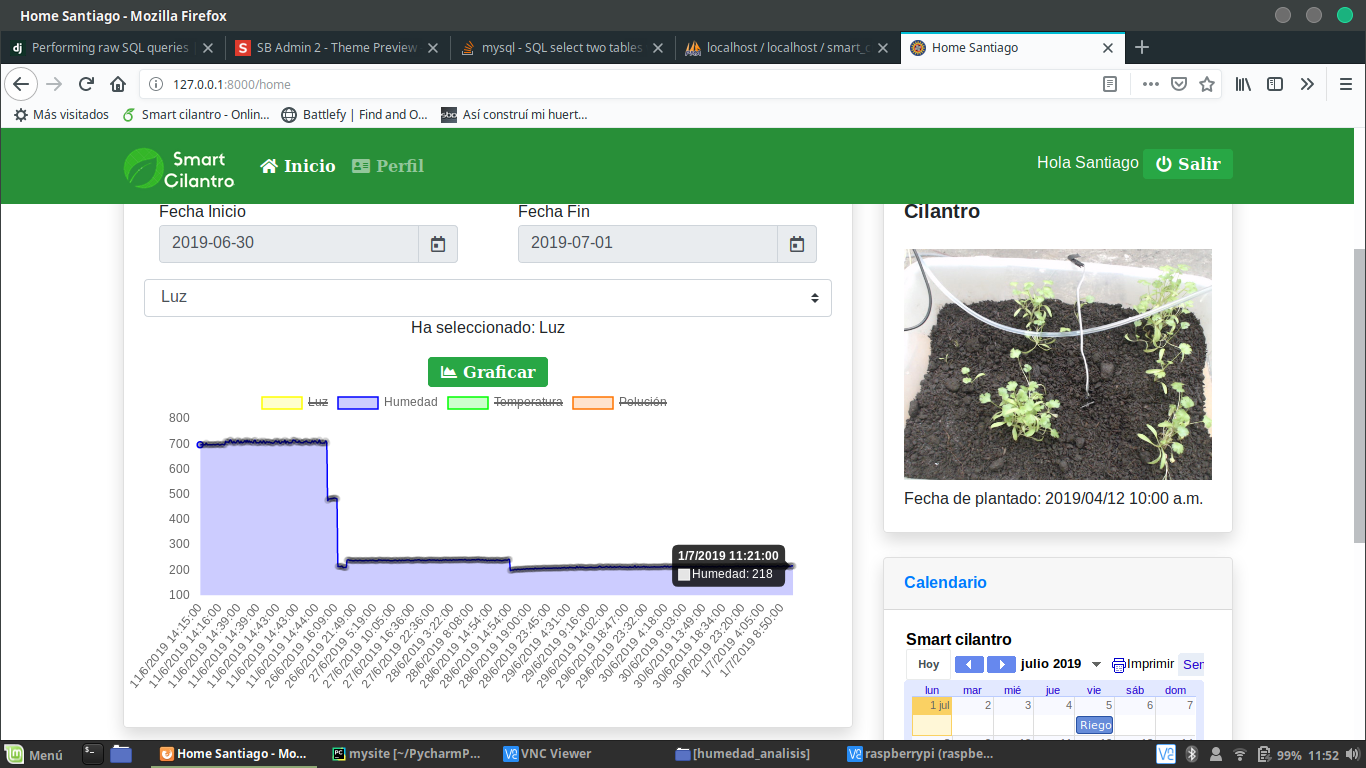 Home Santiago - Mozilla Firefox
Performing raw SQL queries
SB Admin 2 - Theme Preview
mysql - SQL select two tables
localhost / localhost / smart_c
Home Santiago
127.0.0.1:8000/home
Más visitados
Smart cilantro - Onlin...
Battlefy | Find and O...
Así construí mi huert...
Smart Cilantro
Inicio
Perfil
Hola Santiago
Salir
Fecha Inicio
Fecha Fin
2019-06-30
2019-07-01
Luz
Ha seleccionado: Luz
Graficar
Luz Humedad Temperatura Polución
800
700
600
500
400
300
200
100
1/7/2019 11:21:00
Humedad: 218
11/6/2019 14:15:00
11/6/2019 14:16:00
11/6/2019 14:39:00
11/6/2019 14:39:00
11/6/2019 14:43:00
11/6/2019 14:43:00
11/6/2019 14:44:00
26/6/2019 16:09:00
26/6/2019 21:49:00
27/6/2019 5:19:00
27/6/2019 10:05:00
27/6/2019 16:36:00
27/6/2019 22:36:00
28/6/2019 3:22:00
28/6/2019 8:08:00
28/6/2019 14:54:00
28/6/2019 14:54:00
28/6/2019 19:00:00
28/6/2019 23:45:00
29/6/2019 4:31:00
29/6/2019 9:16:00
29/6/2019 14:02:00
29/6/2019 18:47:00
29/6/2019 23:32:00
30/6/2019 4:18:00
30/6/2019 9:03:00
30/6/2019 13:49:00
30/6/2019 18:34:00
30/6/2019 23:20:00
1/7/2019 4:05:00
1/7/2019 8:50:00
Cilantro
Fecha de plantado: 2019/04/12 10:00 a.m.
Calendario
Smart cilantro
Hoy
julio 2019
Imprimir
Sem
lun mar mié jue vie sáb dom
1 jul 2 3 4 5 6 7
Riego
Menú
Home Santiago - Mo...
mysite [~/PycharmP...
VNC Viewer
[humedad_analisis]
raspberrypi (raspbe...
99%
11:52